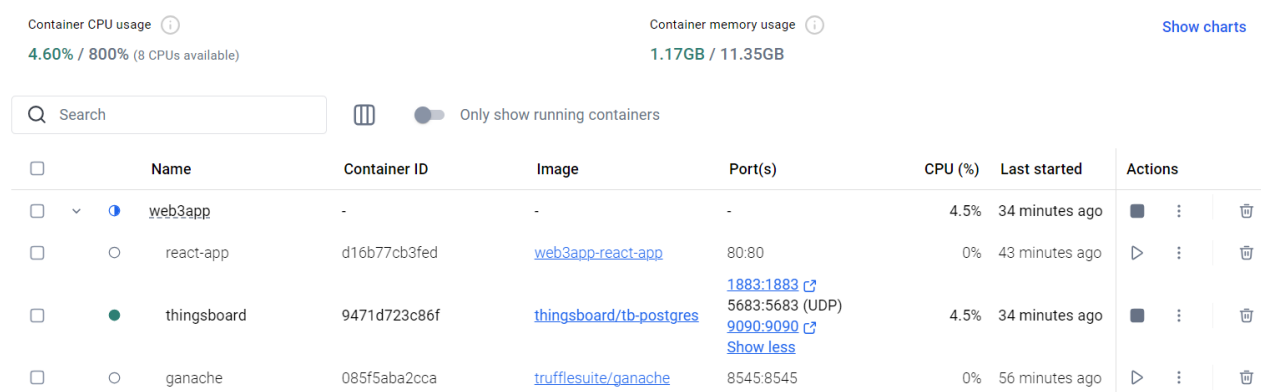 Container CPU usage
4.60% / 800% (8 CPUs available)
Container memory usage
1.17GB / 11.35GB
Show charts
Search
Only show running containers
Name Container ID Image Port(s) CPU (%) Last started Actions
web3app - - - 4.5% 34 minutes ago
react-app d16b77cb3fed web3app-react-app 80:80 0% 43 minutes ago
1883:1883
5683:5683 (UDP)
thingsboard 9471d723c86f thingsboard/tb-postgres 4.5% 34 minutes ago
9090:9090
Show less
ganache 085f5aba2cca trufflesuite/ganache 8545:8545 0% 56 minutes ago